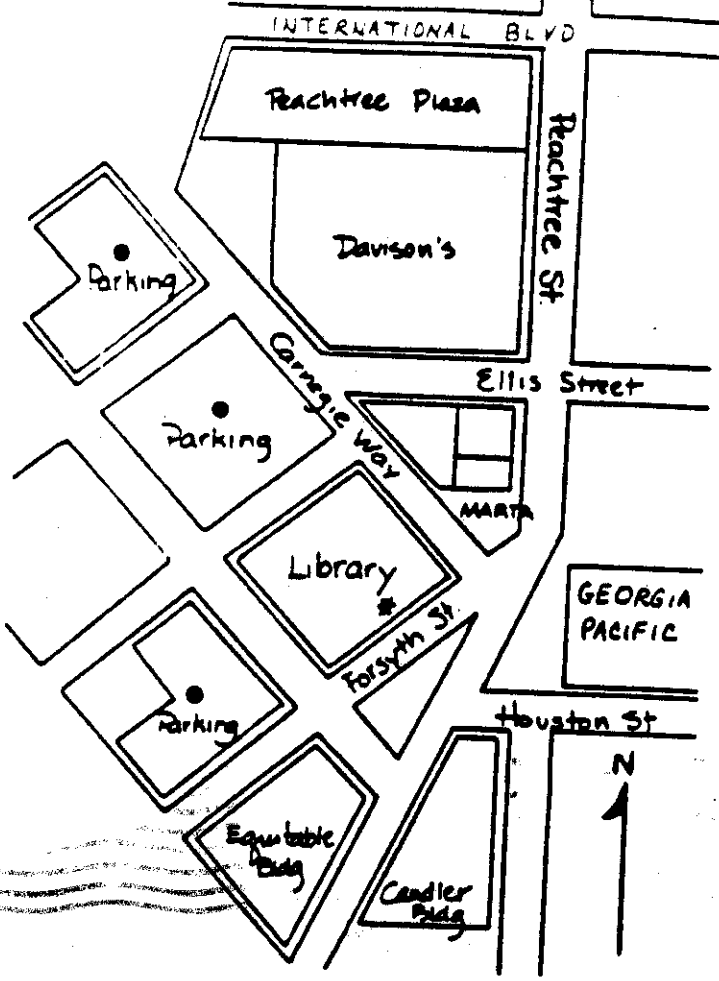 INTERNATIONAL BLVD
Peachtree Plaza
Peachtree St.
Davison's
Parking
Carnegie Way
Ellis Street
Parking
MARTA
Library
#
Forsyth St.
GEORGIA
PACIFIC
Parking
Houston St
N
Equitable
Bldg
Candler
Bldg